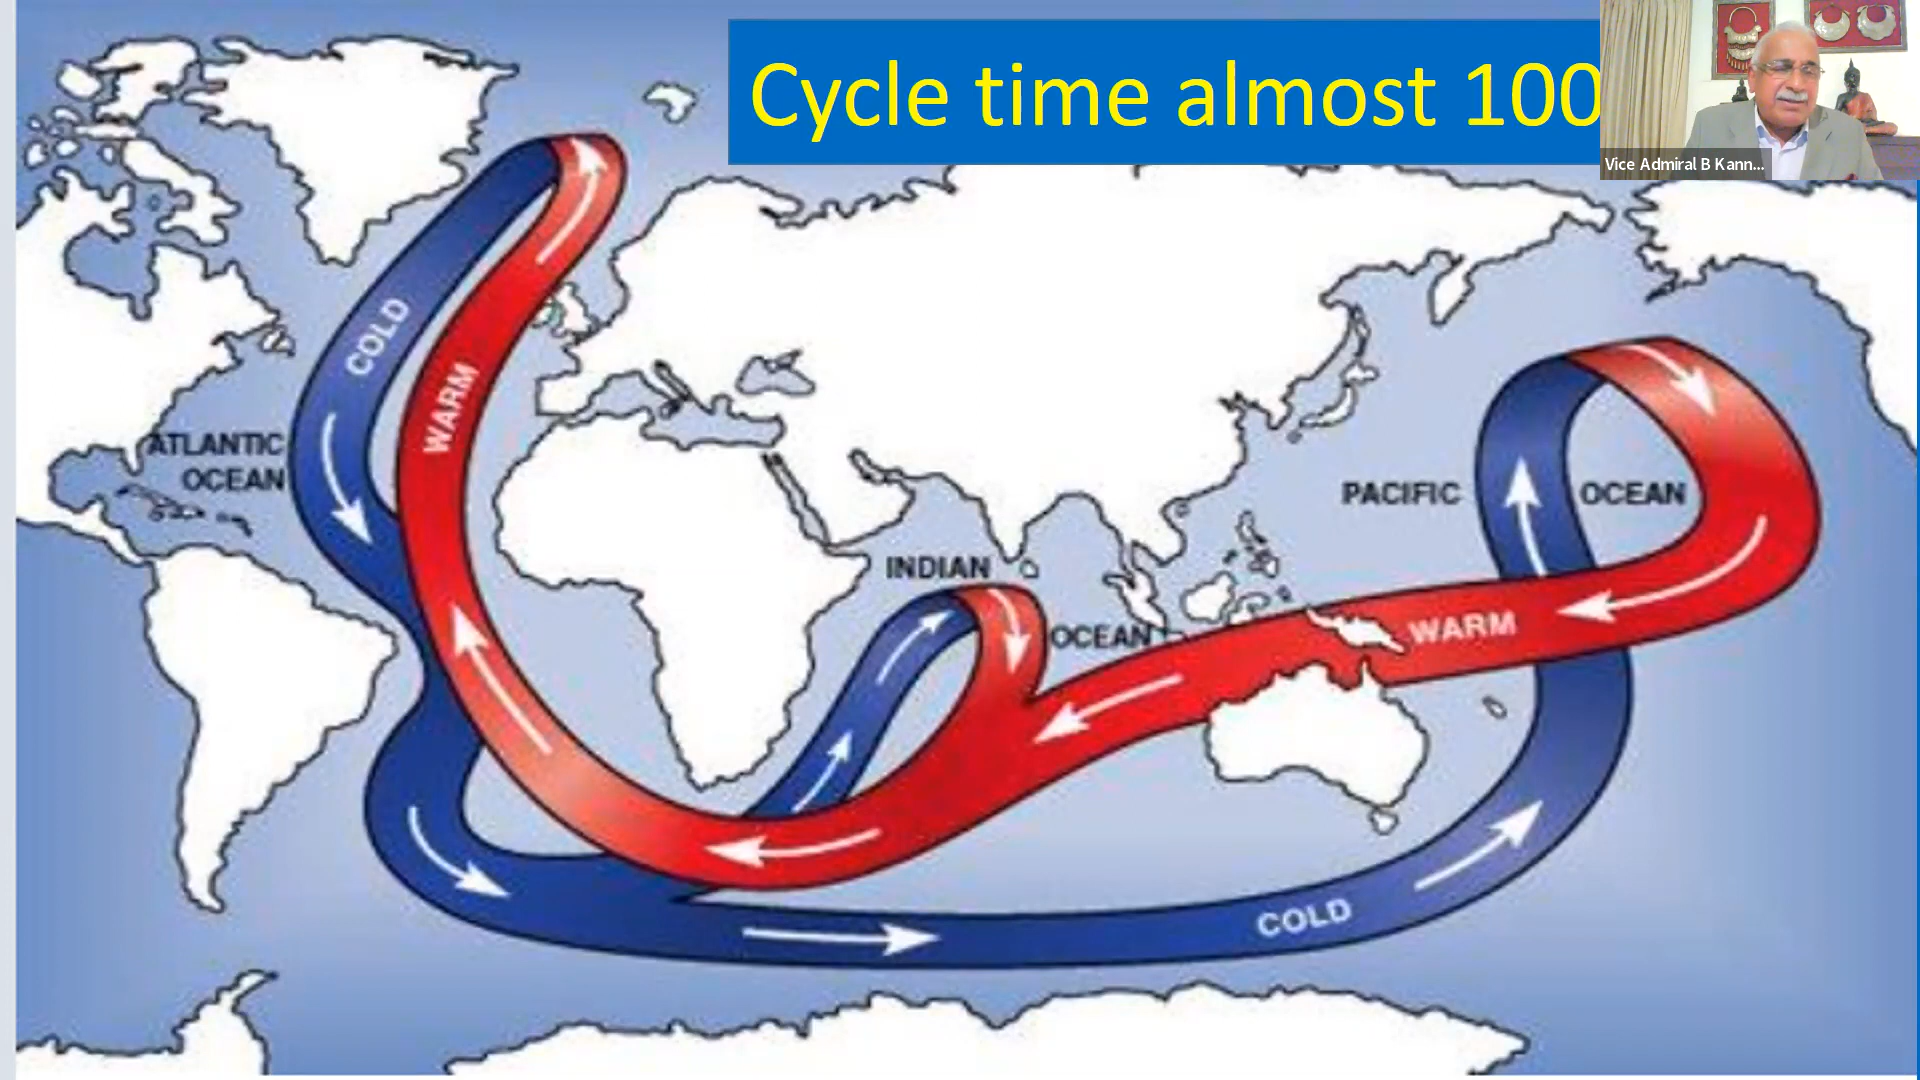 Cycle time almost 100
Vice Admiral B Kann...
COLD
WARM
ATLANTIC
OCEAN
PACIFIC OCEAN
INDIAN
OCEAN
WARM
COLD